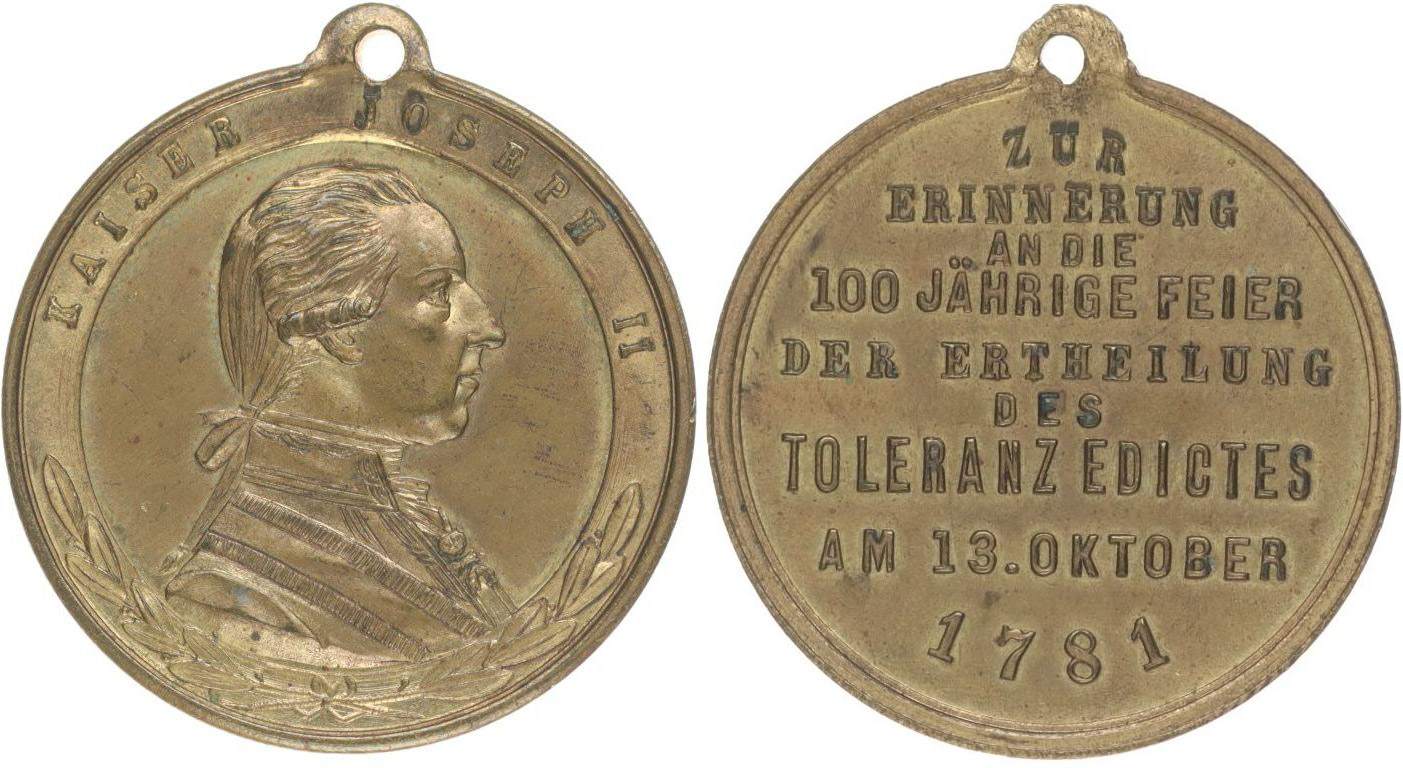 KAISER JOSEPH II
ZUR
ERINNERUNG
AN DIE
100 JÄHRIGE FEIER
DER ERTHEILUNG
DES
TOLERANZ EDICTES
AM 13. OKTOBER
1781